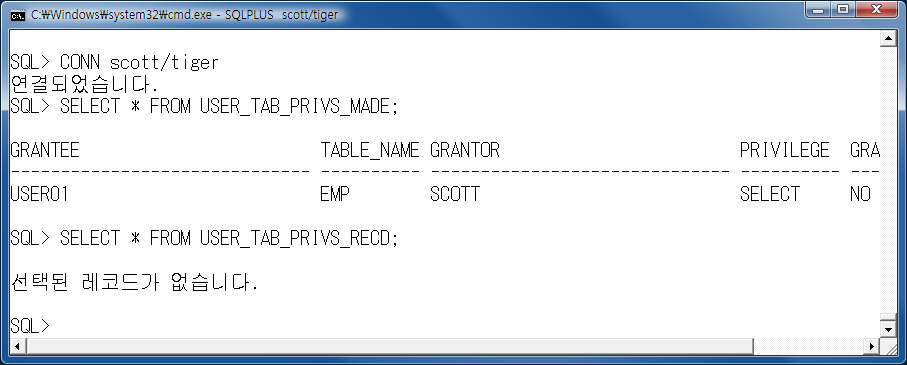 C:\Windows\system32\cmd.exe - SQLPLUS  scott/tiger
SQL> CONN scott/tiger
연결되었습니다.
SQL> SELECT * FROM USER_TAB_PRIVS_MADE;
GRANTEE                        TABLE_NAME GRANTOR                        PRIVILEGE  GRA
------------------------------ ---------- ------------------------------ ---------- ---
USER01                         EMP        SCOTT                          SELECT     NO
SQL> SELECT * FROM USER_TAB_PRIVS_RECD;
선택된 레코드가 없습니다.
SQL>